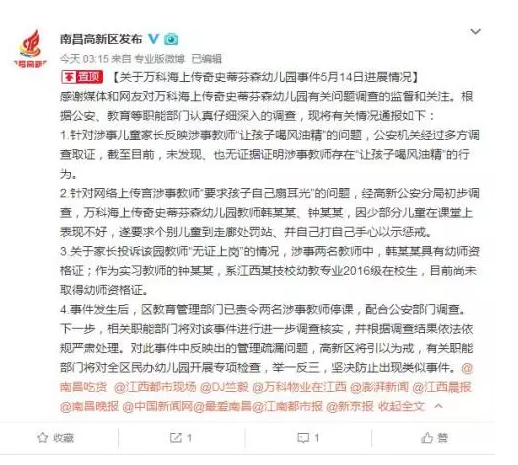 南昌高新区发布
今天 03:15 来自 专业版微博 已编辑
置顶 【关于万科海上传奇史蒂芬森幼儿园事件5月14日进展情况】
感谢媒体和网友对万科海上传奇史蒂芬森幼儿园有关问题调查的监督和关注。根
据公安、教育等职能部门认真仔细深入的调查，现将有关情况通报如下：
1.针对涉事儿童家长反映涉事教师“让孩子喝风油精”的问题，公安机关经过多方调
查取证，截至目前，未发现、也无证据证明涉事教师存在“让孩子喝风油精”的行
为。
2.针对网络上传言涉事教师“要求孩子自己扇耳光”的问题，经高新公安分局初步调
查，万科海上传奇史蒂芬森幼儿园教师韩某某、钟某某，因少部分儿童在课堂上
表现不好，遂要求个别儿童到走廊处罚站、并自己打自己手心以示惩戒。
3.关于家长投诉该园教师“无证上岗”的情况，涉事两名教师中，韩某某具有幼师资
格证；作为实习教师的钟某某，系江西某技校幼教专业2016级在校生，目前尚未
取得幼师资格证。
4.事件发生后，区教育管理部门已责令两名涉事教师停课，配合公安部门调查。
下一步，相关职能部门将对该事件进行进一步调查核实，并根据调查结果依法依
规严肃处理。对此事件中反映出的管理疏漏问题，高新区将引以为戒，有关职能
部门将对全区民办幼儿园开展专项检查，举一反三，坚决防止出现类似事件。@
南昌吃货 @江西都市现场 @DJ竺毅 @万科物业在江西 @澎湃新闻 @江西晨报
@南昌晚报 @中国新闻网@最爱南昌@江南都市报 @新京报 收起全文
收藏 1 1 赞